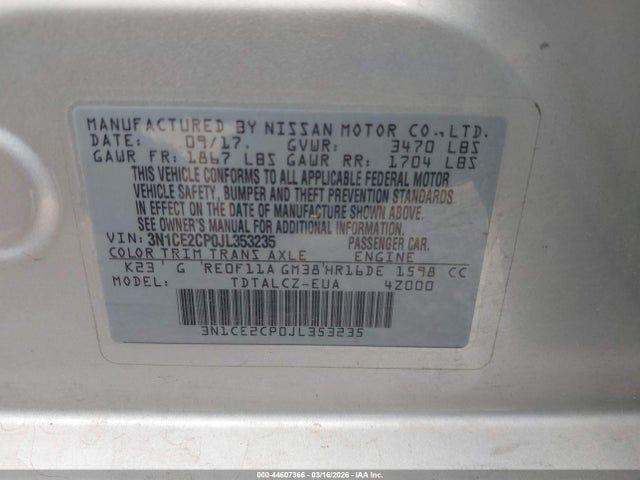 MANUFACTURED BY NISSAN MOTOR CO., LTD.
DATE: 09/17. GVWR: 3470 LBS
GAWR FR: 1867 LBS GAWR RR: 1704 LBS
THIS VEHICLE CONFORMS TO ALL APPLICABLE FEDERAL MOTOR
VEHICLE SAFETY, BUMPER AND THEFT PREVENTION STANDARDS
IN EFFECT ON THE DATE OF MANUFACTURE SHOWN ABOVE.
SEE OWNER'S MANUAL FOR ADDITIONAL INFORMATION
VIN: 3N1CE2CP0JL353235 PASSENGER CAR.
COLOR TRIM TRANS AXLE ENGINE
K23' G RE0F11A GM38'HR16DE 1598 CC
MODEL: TDTALCZ-EUA 4Z000
3N1CE2CP0JL353235
000-44607366 - 03/16/2026 - IAA Inc.